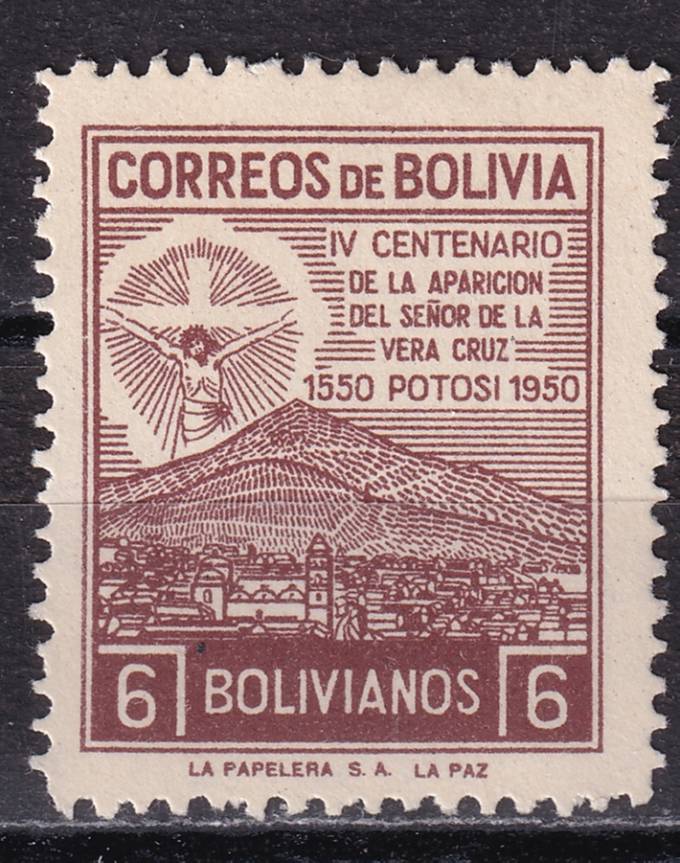 CORREOS DE BOLIVIA
IV CENTENARIO
DE LA APARICION
DEL SEÑOR DE LA
VERA CRUZ
1550 POTOSI 1950
6 BOLIVIANOS 6
LA PAPELERA S. A. LA PAZ